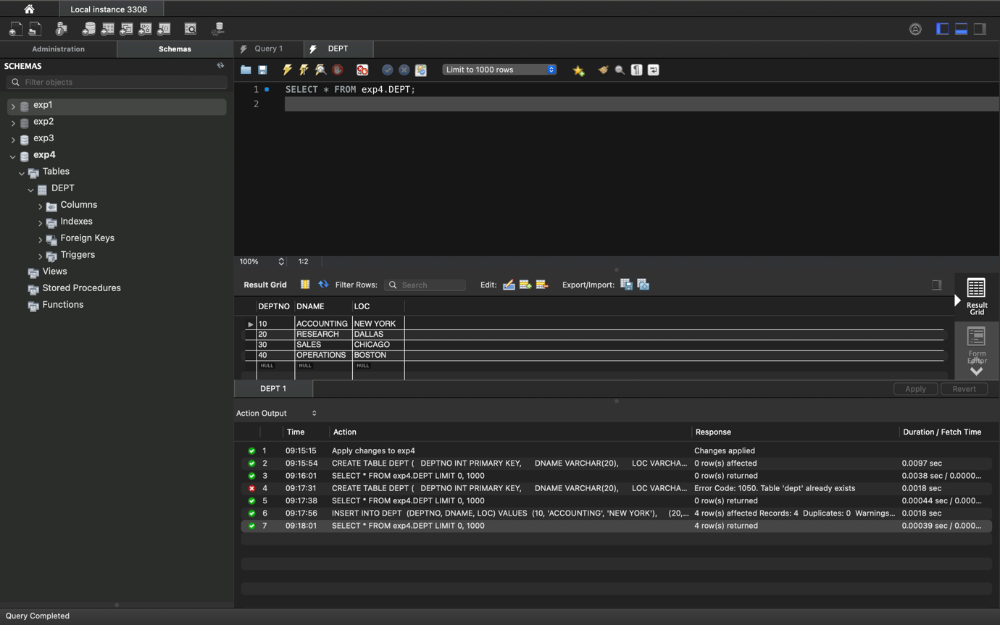 Local instance 3306
Administration
Schemas
Query 1
DEPT
SCHEMAS
Filter objects
exp1
exp2
exp3
exp4
Tables
DEPT
Columns
Indexes
Foreign Keys
Triggers
Views
Stored Procedures
Functions
Limit to 1000 rows
1 SELECT * FROM exp4.DEPT;
2
100% 1:2
Result Grid Filter Rows: Search Edit: Export/Import:
DEPTNO DNAME LOC
10 ACCOUNTING NEW YORK
20 RESEARCH DALLAS
30 SALES CHICAGO
40 OPERATIONS BOSTON
NULL NULL NULL
Result
Grid
Form
Editor
DEPT 1
Apply Revert
Action Output
Time Action Response Duration / Fetch Time
1 09:15:15 Apply changes to exp4 Changes applied
2 09:15:54 CREATE TABLE DEPT ( DEPTNO INT PRIMARY KEY, DNAME VARCHAR(20), LOC VARCHA... 0 row(s) affected 0.0097 sec
3 09:16:01 SELECT * FROM exp4.DEPT LIMIT 0, 1000 0 row(s) returned 0.0038 sec / 0.0000...
4 09:17:31 CREATE TABLE DEPT ( DEPTNO INT PRIMARY KEY, DNAME VARCHAR(20), LOC VARCHA... Error Code: 1050. Table 'dept' already exists 0.0018 sec
5 09:17:38 SELECT * FROM exp4.DEPT LIMIT 0, 1000 0 row(s) returned 0.00044 sec / 0.000...
6 09:17:56 INSERT INTO DEPT (DEPTNO, DNAME, LOC) VALUES (10, 'ACCOUNTING', 'NEW YORK'), (20,... 4 row(s) affected Records: 4 Duplicates: 0 Warnings... 0.0018 sec
7 09:18:01 SELECT * FROM exp4.DEPT LIMIT 0, 1000 4 row(s) returned 0.00039 sec / 0.000...
Query Completed